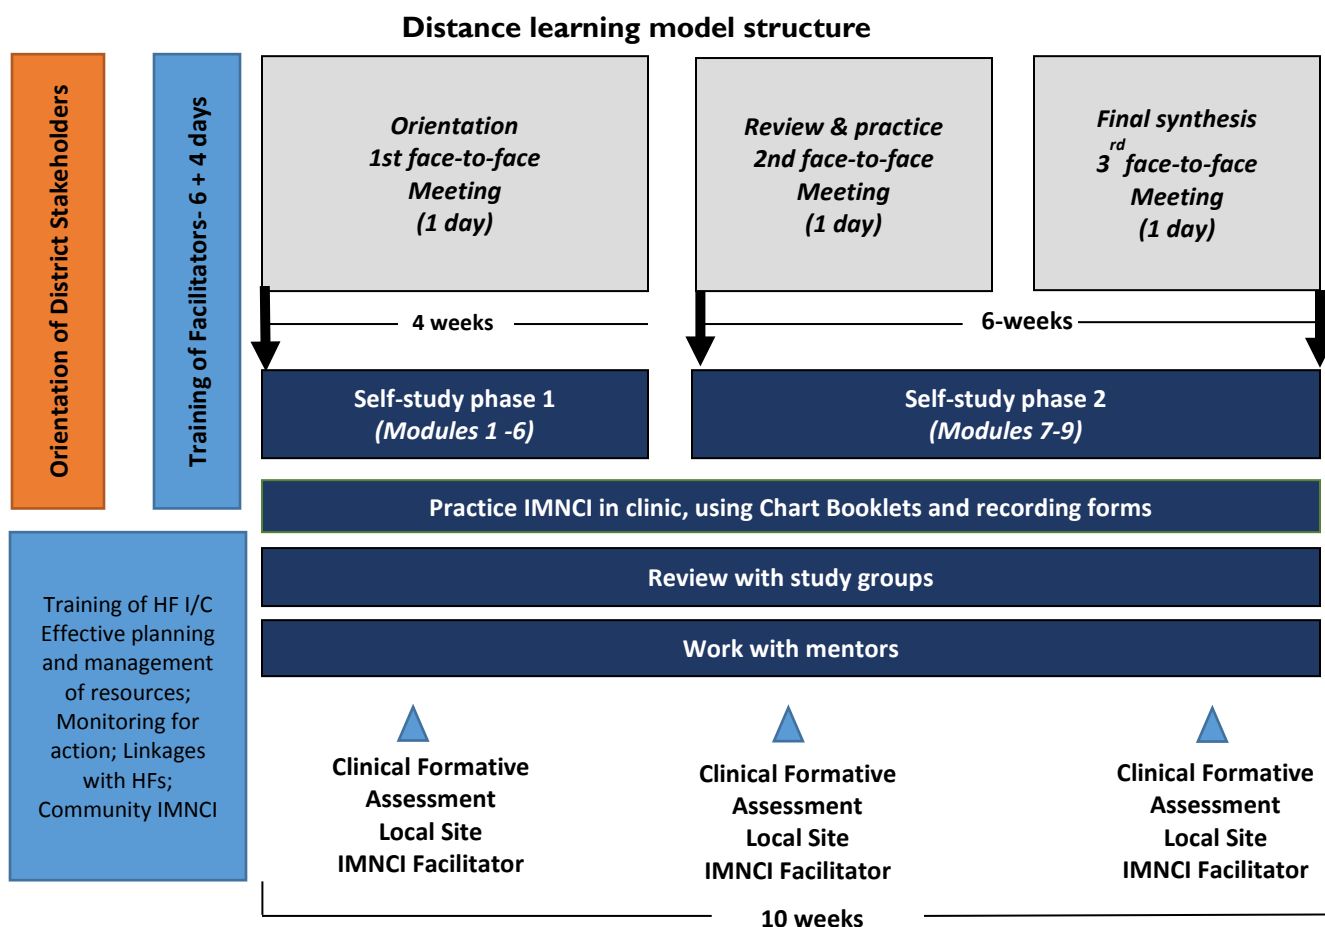 Distance learning model structure
Orientation of District Stakeholders
Training of Facilitators- 6 + 4 days
Orientation
1st face-to-face
Meeting
(1 day)
Review & practice
2nd face-to-face
Meeting
(1 day)
Final synthesis
3rd face-to-face
Meeting
(1 day)
4 weeks
6-weeks
Self-study phase 1
(Modules 1 -6)
Self-study phase 2
(Modules 7-9)
Practice IMNCI in clinic, using Chart Booklets and recording forms
Review with study groups
Work with mentors
Training of HF I/C
Effective planning
and management
of resources;
Monitoring for
action; Linkages
with HFs;
Community IMNCI
Clinical Formative
Assessment
Local Site
IMNCI Facilitator
Clinical Formative
Assessment
Local Site
IMNCI Facilitator
Clinical Formative
Assessment
Local Site
IMNCI Facilitator
10 weeks